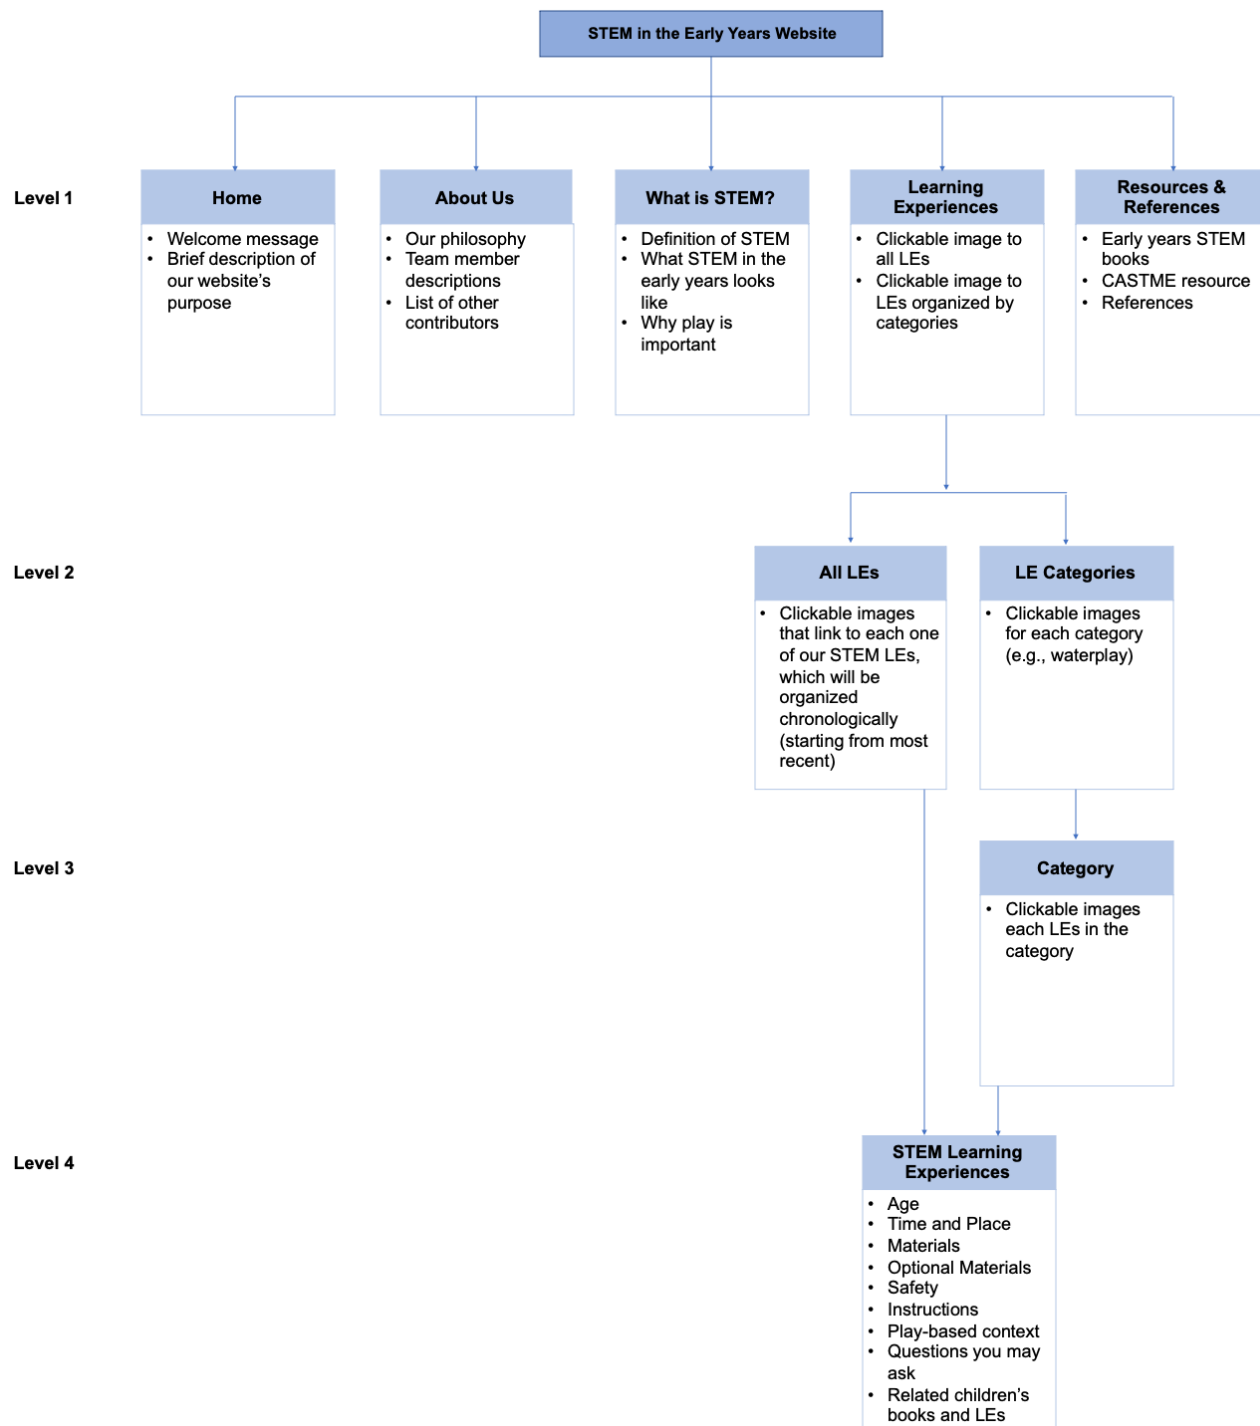 STEM in the Early Years Website
Level 1
Home
• Welcome message
• Brief description of
our website's
purpose
About Us
• Our philosophy
• Team member
descriptions
• List of other
contributors
What is STEM?
• Definition of STEM
• What STEM in the
early years looks
like
• Why play is
important
Learning
Experiences
• Clickable image to
all LEs
• Clickable image to
LEs organized by
categories
Resources &
References
• Early years STEM
books
• CASTME resource
• References
Level 2
All LEs
• Clickable images
that link to each one
of our STEM LEs,
which will be
organized
chronologically
(starting from most
recent)
LE Categories
• Clickable images
for each category
(e.g., waterplay)
Level 3
Category
• Clickable images
each LEs in the
category
Level 4
STEM Learning
Experiences
• Age
• Time and Place
• Materials
• Optional Materials
• Safety
• Instructions
• Play-based context
• Questions you may
ask
• Related children's
books and LEs